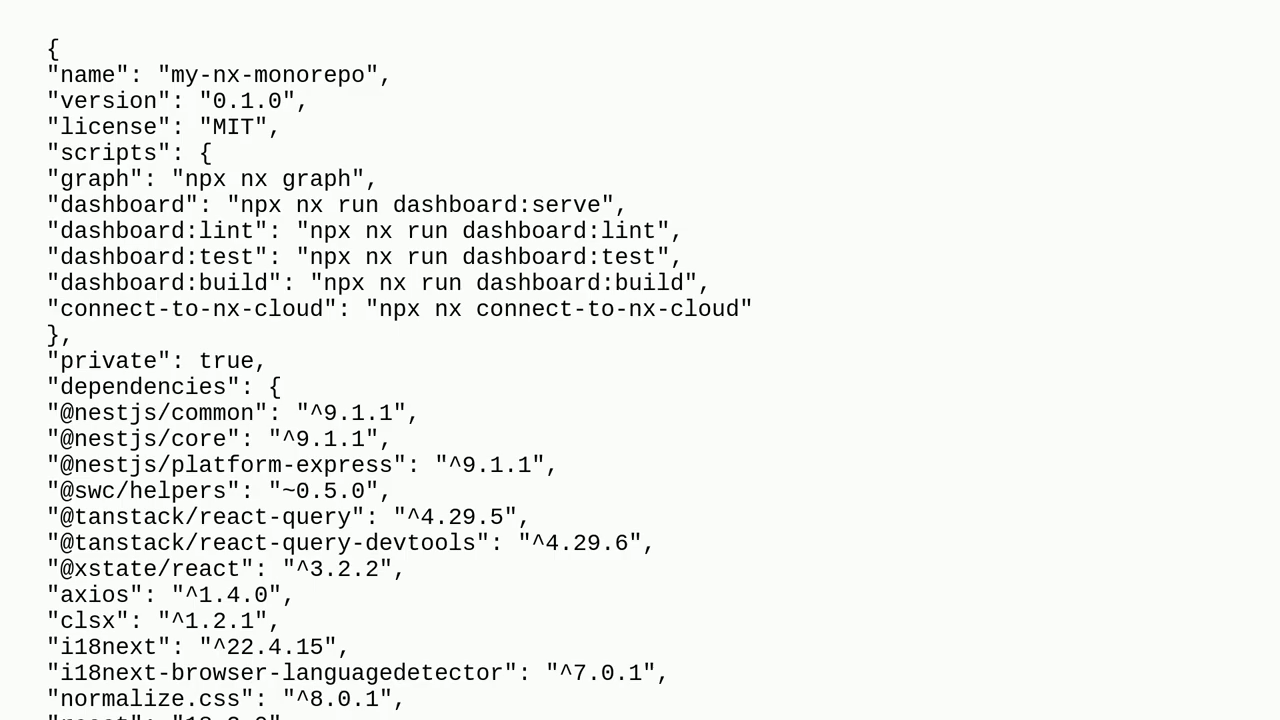 {
"name": "my-nx-monorepo",
"version": "0.1.0",
"license": "MIT",
"scripts": {
"graph": "npx nx graph",
"dashboard": "npx nx run dashboard:serve",
"dashboard:lint": "npx nx run dashboard:lint",
"dashboard:test": "npx nx run dashboard:test",
"dashboard:build": "npx nx run dashboard:build",
"connect-to-nx-cloud": "npx nx connect-to-nx-cloud"
},
"private": true,
"dependencies": {
"@nestjs/common": "^9.1.1",
"@nestjs/core": "^9.1.1",
"@nestjs/platform-express": "^9.1.1",
"@swc/helpers": "~0.5.0",
"@tanstack/react-query": "^4.29.5",
"@tanstack/react-query-devtools": "^4.29.6",
"@xstate/react": "^3.2.2",
"axios": "^1.4.0",
"clsx": "^1.2.1",
"i18next": "^22.4.15",
"i18next-browser-languagedetector": "^7.0.1",
"normalize.css": "^8.0.1",